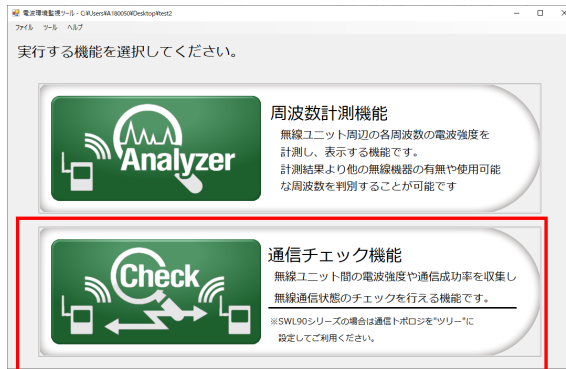 電波環境監視ツール - C:¥Users¥A180050¥Desktop¥test2
ファイル ツール ヘルプ
実行する機能を選択してください。
Analyzer
周波数計測機能
無線ユニット周辺の各周波数の電波強度を
計測し、表示する機能です。
計測結果より他の無線機器の有無や使用可能
な周波数を判別することが可能です
Check
通信チェック機能
無線ユニット間の電波強度や通信成功率を収集し
無線通信状態のチェックを行える機能です。
※SWL90シリーズの場合は通信トポロジを"ツリー"に
設定してご利用ください。